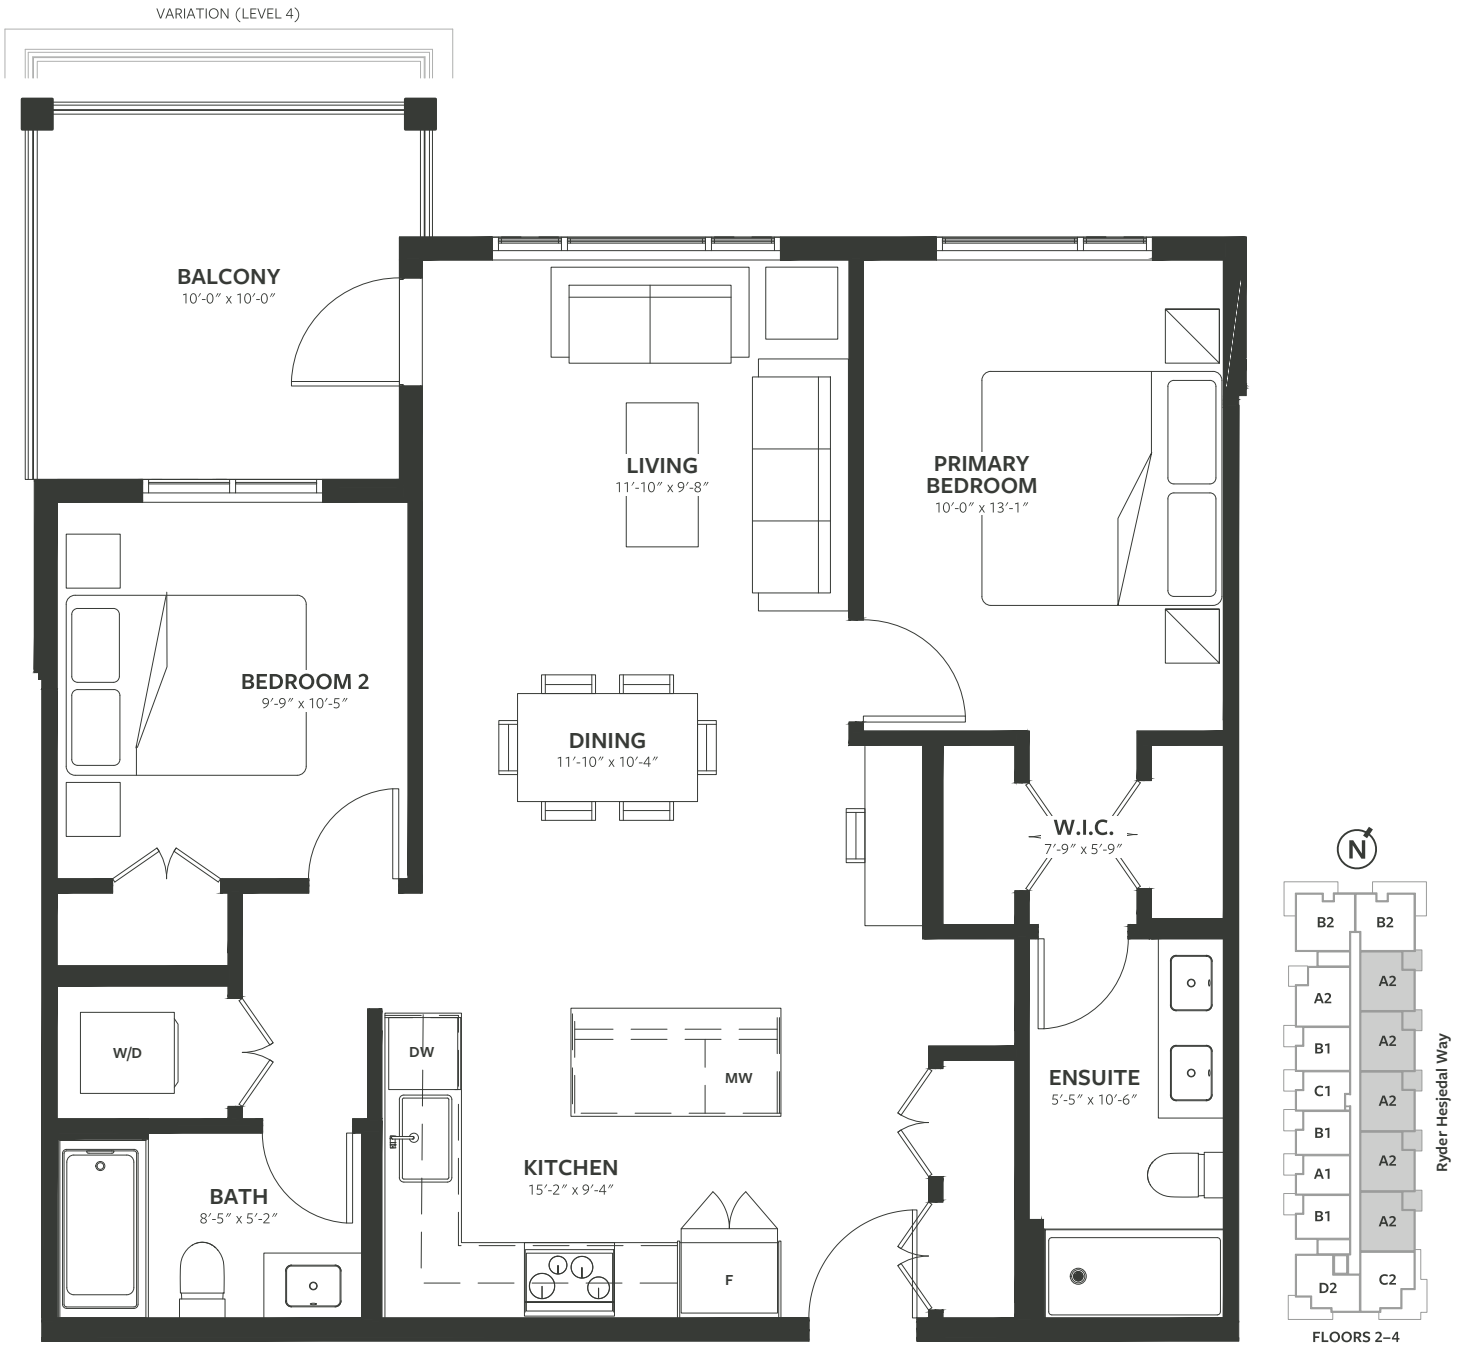 VARIATION (LEVEL 4)
BALCONY
10′-0″ x 10′-0″
LIVING
11′-10″ x 9′-8″
PRIMARY
BEDROOM
10′-0″ x 13′-1″
BEDROOM 2
9′-9″ x 10′-5″
DINING
11′-10″ x 10′-4″
W.I.C.
7′-9″ x 5′-9″
W/D
DW
MW
ENSUITE
5′-5″ x 10′-6″
KITCHEN
15′-2″ x 9′-4″
BATH
8′-5″ x 5′-2″
F
N
B2
B2
A2
A2
A2
B1
C1
A2
B1
A2
A1
B1
A2
D2
C2
Ryder Hesjedal Way
FLOORS 2–4